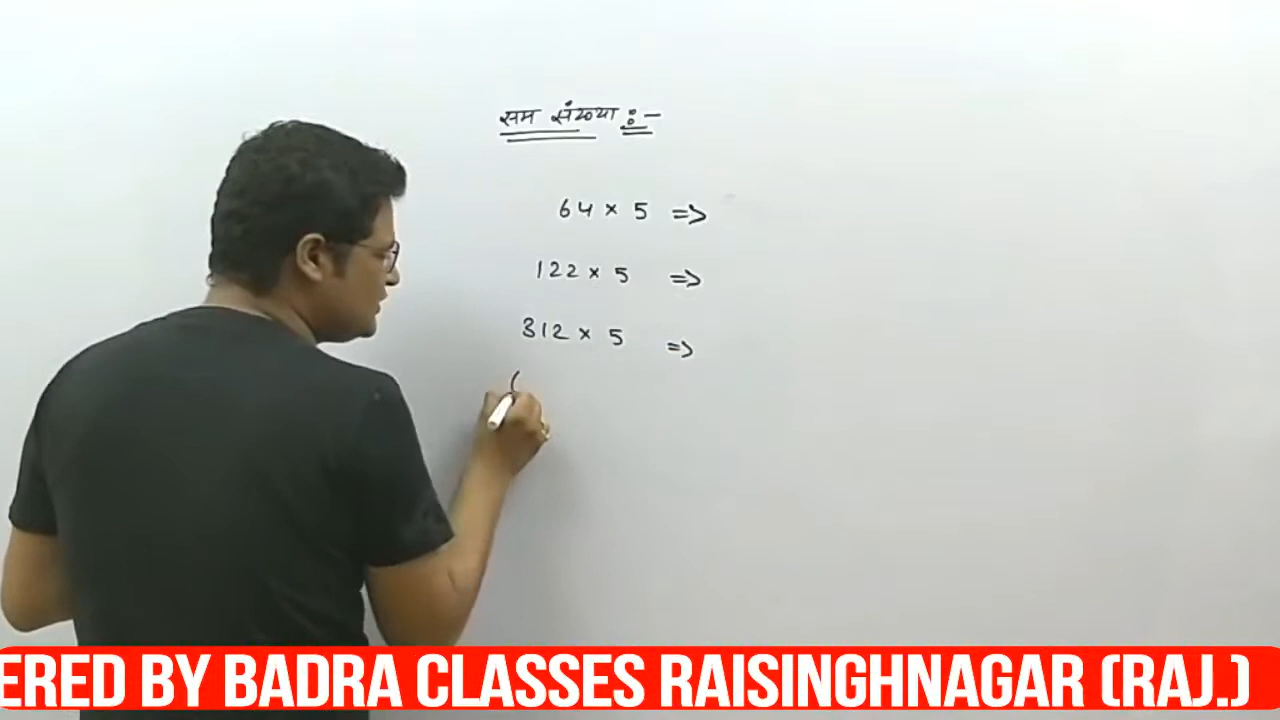 सम संख्या :-
64 × 5 =>
122 × 5 =>
312 × 5 =>
ERED BY BADRA CLASSES RAISINGHNAGAR (RAJ.)